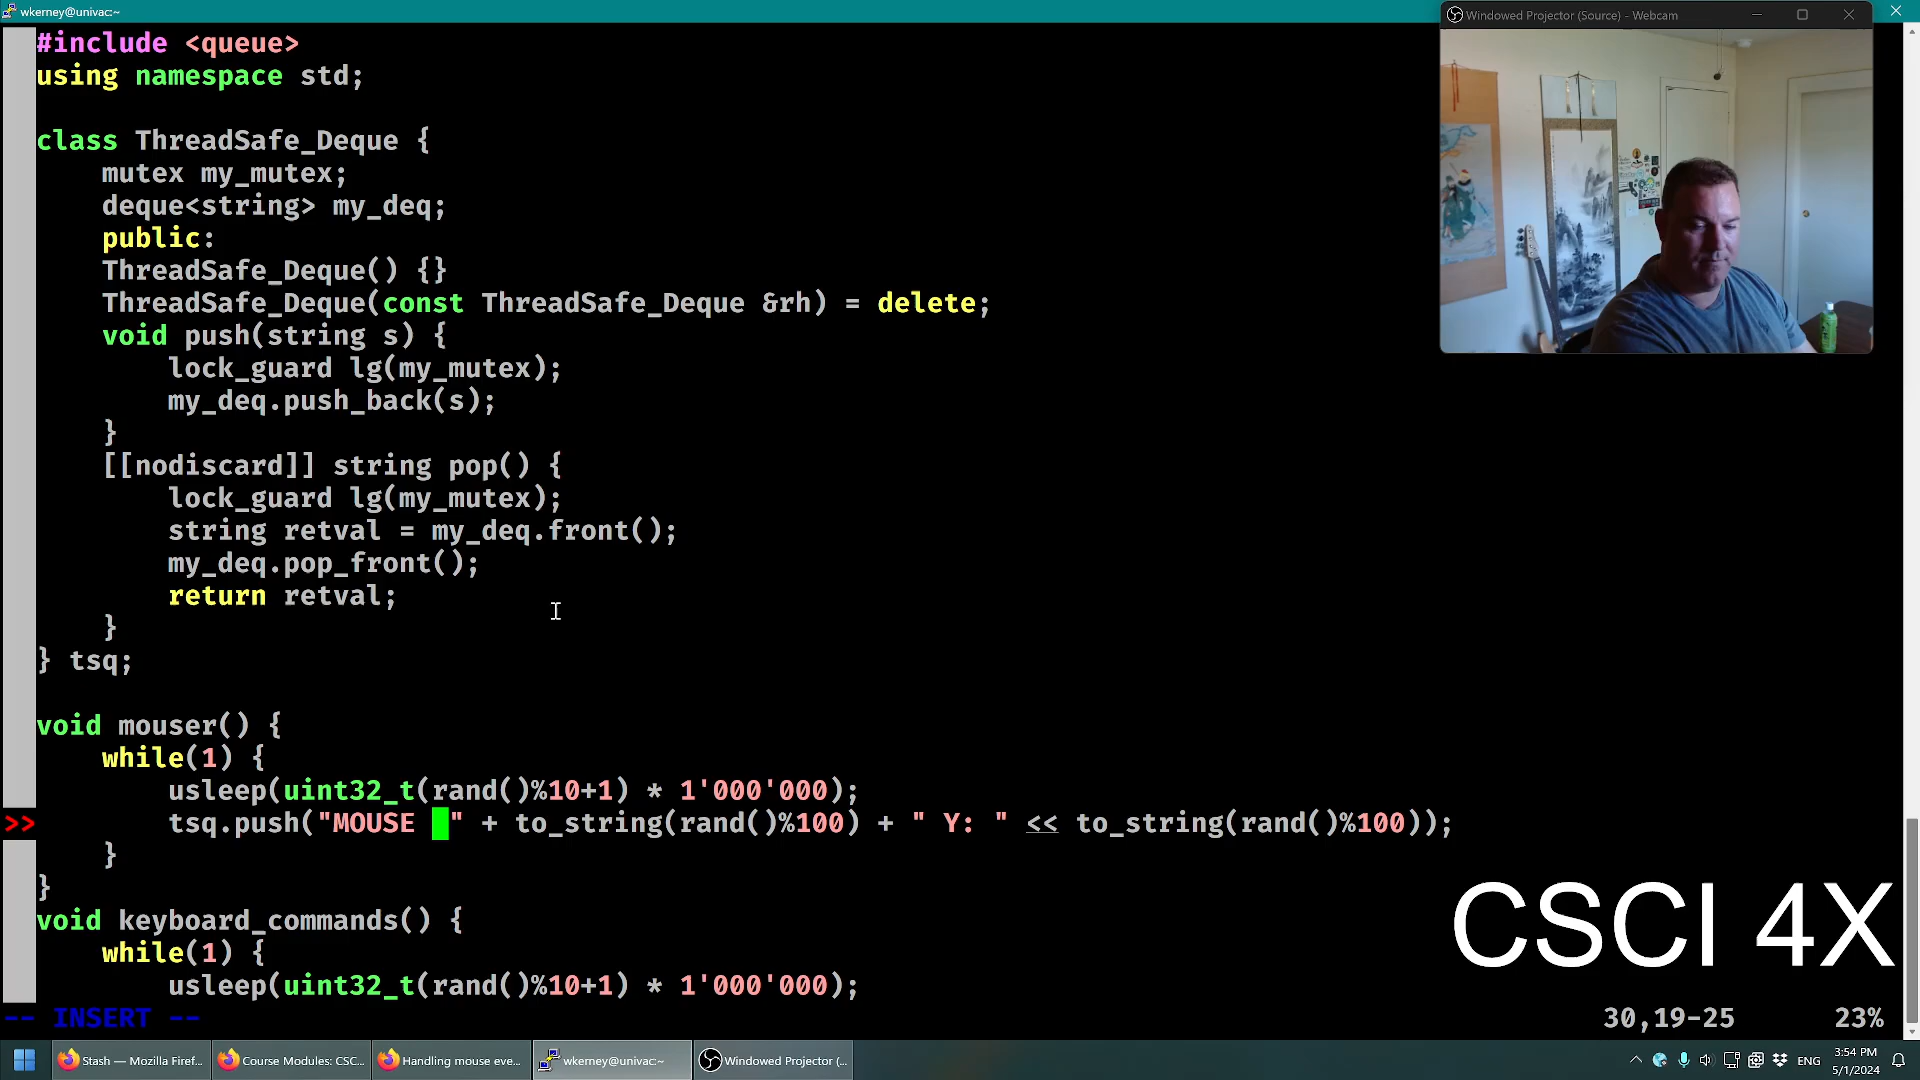 wkerney@univac:~
Windowed Projector (Source) - Webcam
#include <queue>
using namespace std;
class ThreadSafe_Deque {
mutex my_mutex;
deque<string> my_deq;
public:
ThreadSafe_Deque() {}
ThreadSafe_Deque(const ThreadSafe_Deque &rh) = delete;
void push(string s) {
lock_guard lg(my_mutex);
my_deq.push_back(s);
}
[[nodiscard]] string pop() {
lock_guard lg(my_mutex);
string retval = my_deq.front();
my_deq.pop_front();
return retval;
}
} tsq;
void mouser() {
while(1) {
usleep(uint32_t(rand()%10+1) * 1'000'000);
>> tsq.push("MOUSE  " + to_string(rand()%100) + " Y: " << to_string(rand()%100));
}
}
void keyboard_commands() {
while(1) {
usleep(uint32_t(rand()%10+1) * 1'000'000);
CSCI 4X
-- INSERT -- 30,19-25 23%
Stash — Mozilla Firef...
Course Modules: CSC...
Handling mouse eve...
wkerney@univac:~
Windowed Projector (...
ENG
3:54 PM
5/1/2024